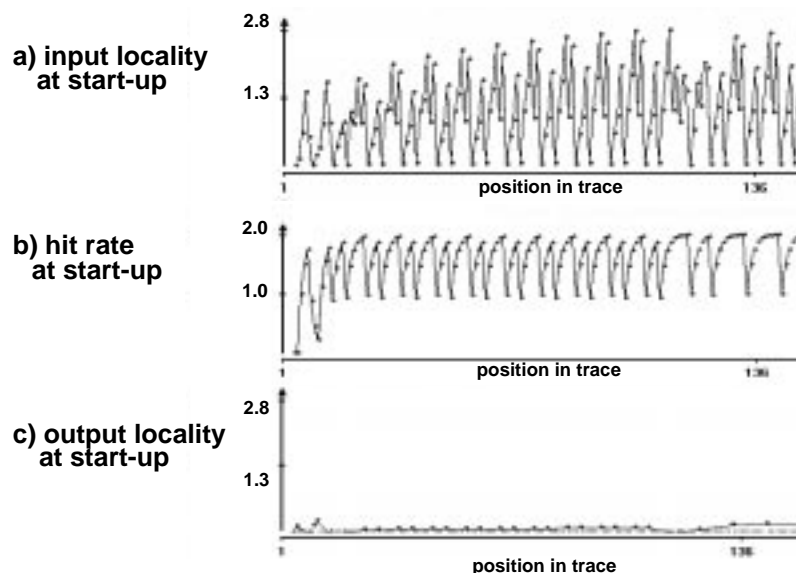 2.8
a) input locality
at start-up
1.3
1
position in trace
136
2.0
b) hit rate
at start-up
1.0
1
position in trace
136
2.8
c) output locality
at start-up
1.3
1
136
position in trace